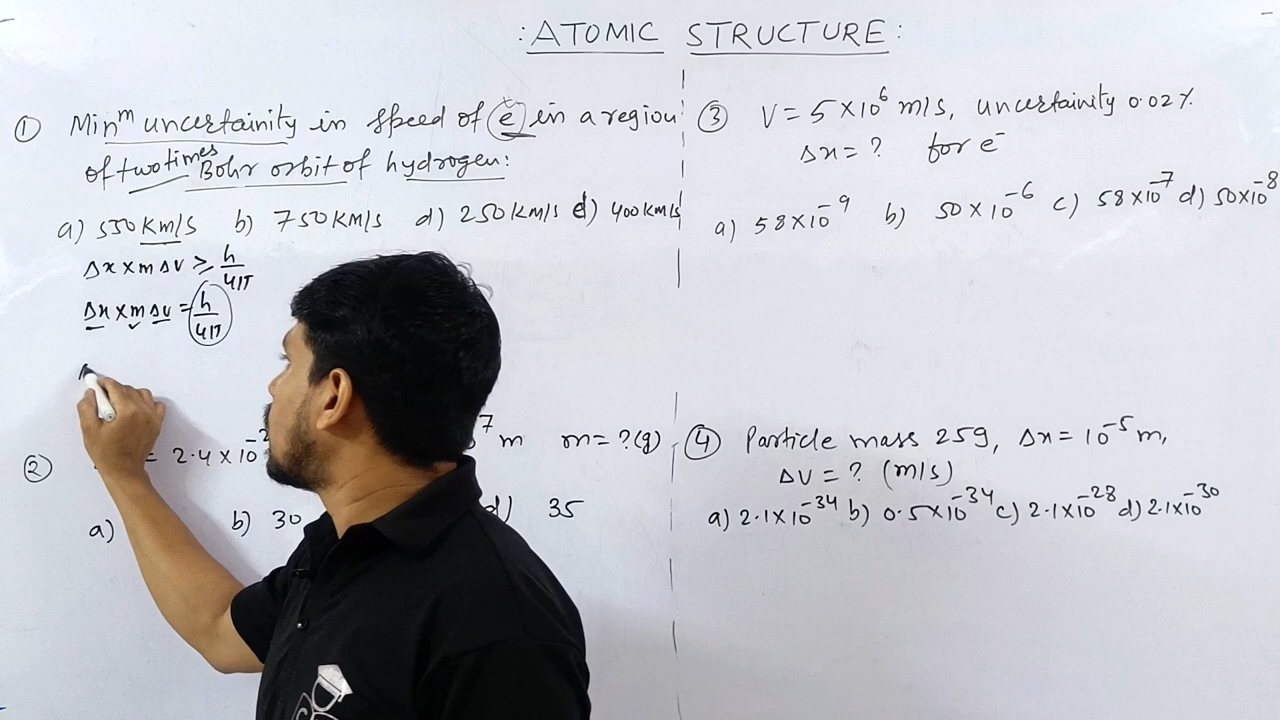 : ATOMIC STRUCTURE :
① Minᵐ uncertainity in speed of e⁻ in a region
of two times Bohr orbit of hydrogen:
a) 550 KM/S b) 750 KM/S d) 250 KM/S d) 400 KM/S
Δx × m Δv ≥ h/4π
Δx × m Δv = h/4π
② = 2.4 × 10⁻ ⁷ m m = ? (g)
a) b) 30 d) 35
③ V = 5 × 10⁶ m/s, uncertainity 0.02%
Δx = ? for e⁻
a) 58 × 10⁻⁹ b) 50 × 10⁻⁶ c) 58 × 10⁻⁷ d) 50 × 10⁻⁸
④ Particle mass 25g, Δx = 10⁻⁵ m,
ΔV = ? (m/s)
a) 2.1 × 10⁻³⁴ b) 0.5 × 10⁻³⁴ c) 2.1 × 10⁻²⁸ d) 2.1 × 10⁻³⁰